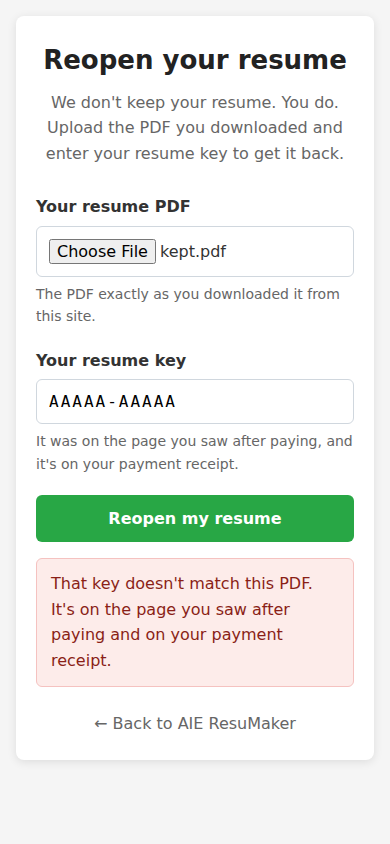 Reopen your resume
We don't keep your resume. You do.
Upload the PDF you downloaded and
enter your resume key to get it back.
Your resume PDF
Choose File kept.pdf
The PDF exactly as you downloaded it from
this site.
Your resume key
AAAAA-AAAAA
It was on the page you saw after paying, and
it's on your payment receipt.
Reopen my resume
That key doesn't match this PDF.
It's on the page you saw after
paying and on your payment
receipt.
← Back to AIE ResuMaker